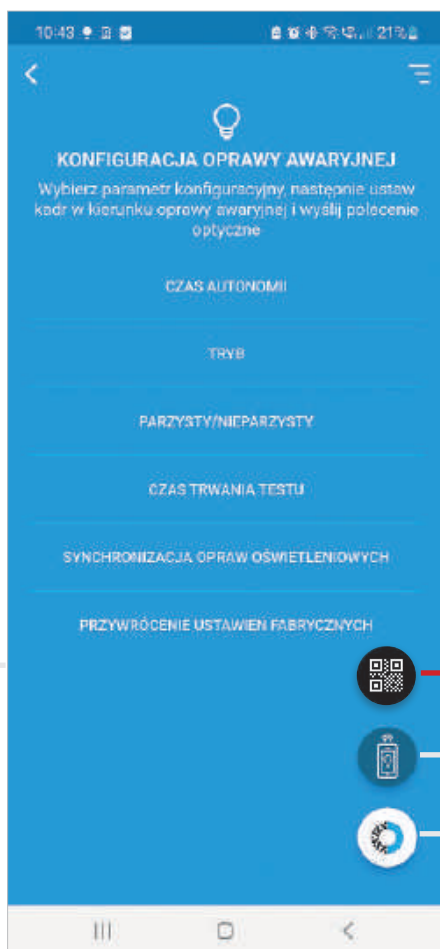 10:43
21%
KONFIGURACJA OPRAWY AWARYJNEJ
Wybierz parametr konfiguracyjny, następnie ustaw
kadr w kierunku oprawy awaryjnej i wyślij polecenie
optyczne
CZAS AUTONOMII
TRYB
PARZYSTY/NIEPARZYSTY
CZAS TRWANIA TESTU
SYNCHRONIZACJA OPRAW OŚWIETLENIOWYCH
PRZYWRÓCENIE USTAWIEŃ FABRYCZNYCH